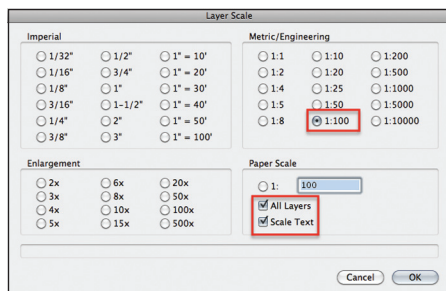 Layer Scale
Imperial
1/32" 1/2" 1" = 10'
1/16" 3/4" 1" = 20'
1/8" 1" 1" = 30'
3/16" 1-1/2" 1" = 40'
1/4" 2" 1" = 50'
3/8" 3" 1" = 100'
Metric/Engineering
1:1 1:10 1:200
1:2 1:20 1:500
1:4 1:25 1:1000
1:5 1:50 1:5000
1:8 1:100 1:10000
Enlargement
2x 6x 20x
3x 8x 50x
4x 10x 100x
5x 15x 500x
Paper Scale
1: 100
All Layers
Scale Text
Cancel OK